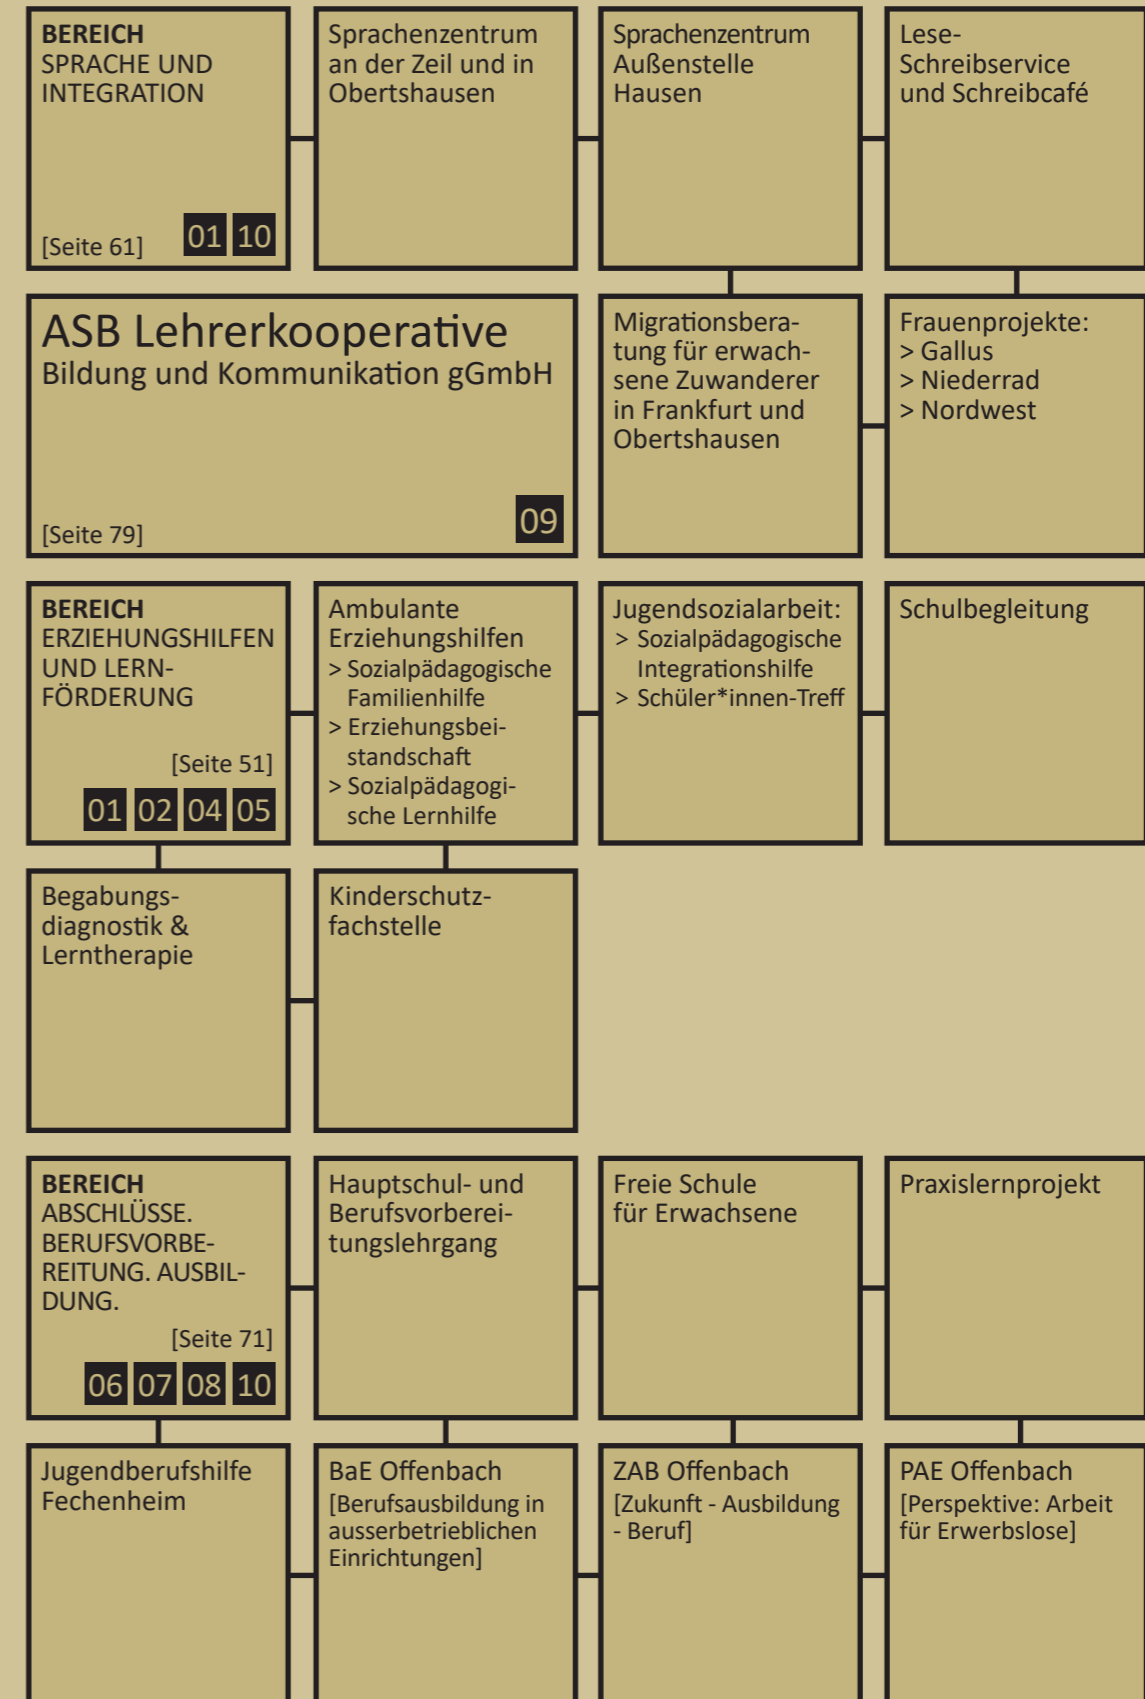 BEREICH
SPRACHE UND
INTEGRATION
[Seite 61]
01 10
Sprachenzentrum
an der Zeil und in
Obertshausen
Sprachenzentrum
Außenstelle
Hausen
Lese-
Schreibservice
und Schreibcafé
ASB Lehrerkooperative
Bildung und Kommunikation gGmbH
[Seite 79]
09
Migrationsbera-
tung für erwach-
sene Zuwanderer
in Frankfurt und
Obertshausen
Frauenprojekte:
> Gallus
> Niederrad
> Nordwest
BEREICH
ERZIEHUNGSHILFEN
UND LERN-
FÖRDERUNG
[Seite 51]
01 02 04 05
Ambulante
Erziehungshilfen
> Sozialpädagogische
Familienhilfe
> Erziehungsbei-
standschaft
> Sozialpädagogi-
sche Lernhilfe
Jugendsozialarbeit:
> Sozialpädagogische
Integrationshilfe
> Schüler*innen-Treff
Schulbegleitung
Begabungs-
diagnostik &
Lerntherapie
Kinderschutz-
fachstelle
BEREICH
ABSCHLÜSSE.
BERUFSVORBE-
REITUNG. AUSBIL-
DUNG.
[Seite 71]
06 07 08 10
Hauptschul- und
Berufsvorberei-
tungslehrgang
Freie Schule
für Erwachsene
Praxislernprojekt
Jugendberufshilfe
Fechenheim
BaE Offenbach
[Berufsausbildung in
ausserbetrieblichen
Einrichtungen]
ZAB Offenbach
[Zukunft - Ausbildung
- Beruf]
PAE Offenbach
[Perspektive: Arbeit
für Erwerbslose]